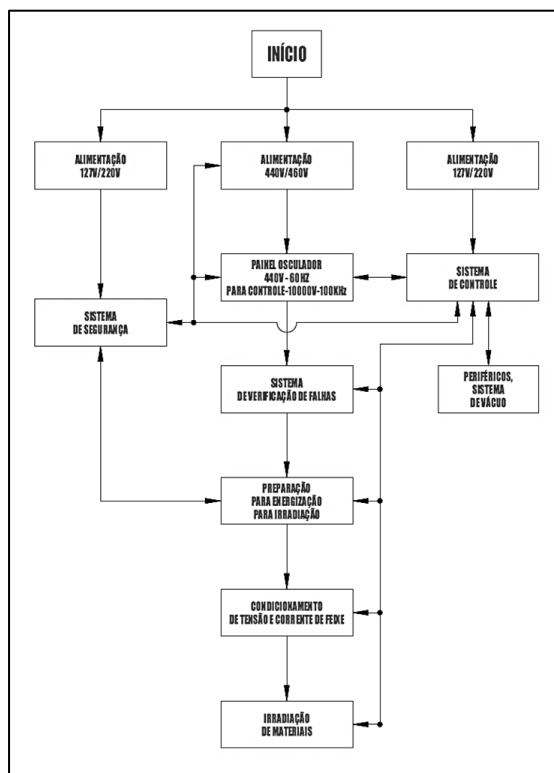 INÍCIO
ALIMENTAÇÃO
127V/220V
ALIMENTAÇÃO
440V/460V
ALIMENTAÇÃO
127V/220V
PAINEL OSCULADOR
440V - 60HZ
PARA CONTROLE-10000V-100KHz
SISTEMA
DE CONTROLE
SISTEMA
DE SEGURANÇA
SISTEMA
DE VERIFICAÇÃO DE FALHAS
PERIFÉRICOS,
SISTEMA
DE VÁCUO
PREPARAÇÃO
PARA ENERGIZAÇÃO
PARA IRRADIAÇÃO
CONDICIONAMENTO
DE TENSÃO E CORRENTE DE FEIXE
IRRADIAÇÃO
DE MATERIAIS